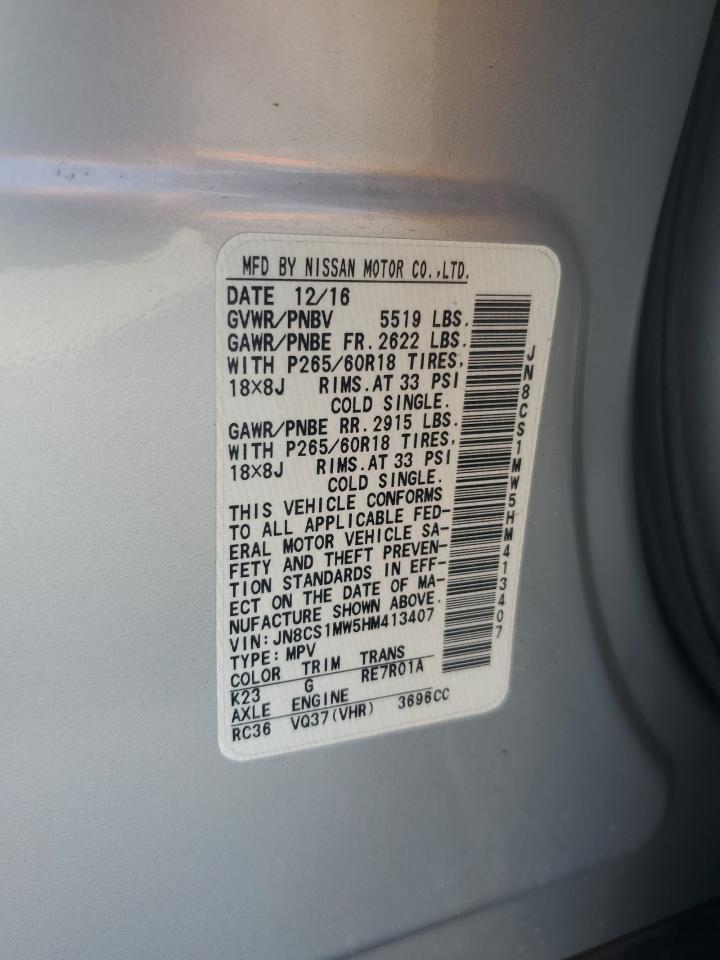 MFD BY NISSAN MOTOR CO.,LTD.
DATE 12/16
GVWR/PNBV 5519 LBS.
GAWR/PNBE FR. 2622 LBS.
WITH P265/60R18 TIRES,
18×8J RIMS.AT 33 PSI
COLD SINGLE.
GAWR/PNBE RR. 2915 LBS.
WITH P265/60R18 TIRES,
18×8J RIMS.AT 33 PSI
COLD SINGLE.
THIS VEHICLE CONFORMS
TO ALL APPLICABLE FED-
ERAL MOTOR VEHICLE SA-
FETY AND THEFT PREVEN-
TION STANDARDS IN EFF-
ECT ON THE DATE OF MA-
NUFACTURE SHOWN ABOVE.
VIN: JN8CS1MW5HM413407
TYPE: MPV
COLOR TRIM TRANS
K23 G RE7R01A
AXLE ENGINE
RC36 VQ37(VHR) 3696CC
JN8CS1MW5HM413407